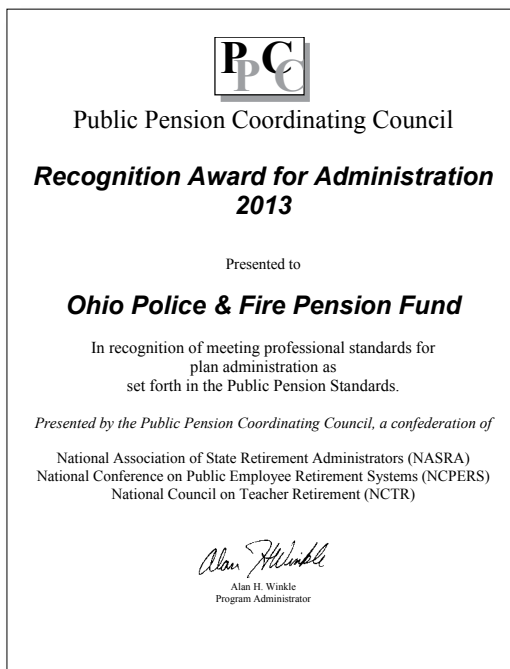 PPCC
Public Pension Coordinating Council
Recognition Award for Administration
2013
Presented to
Ohio Police & Fire Pension Fund
In recognition of meeting professional standards for
plan administration as
set forth in the Public Pension Standards.
Presented by the Public Pension Coordinating Council, a confederation of
National Association of State Retirement Administrators (NASRA)
National Conference on Public Employee Retirement Systems (NCPERS)
National Council on Teacher Retirement (NCTR)
Alan H Winkle
Alan H. Winkle
Program Administrator